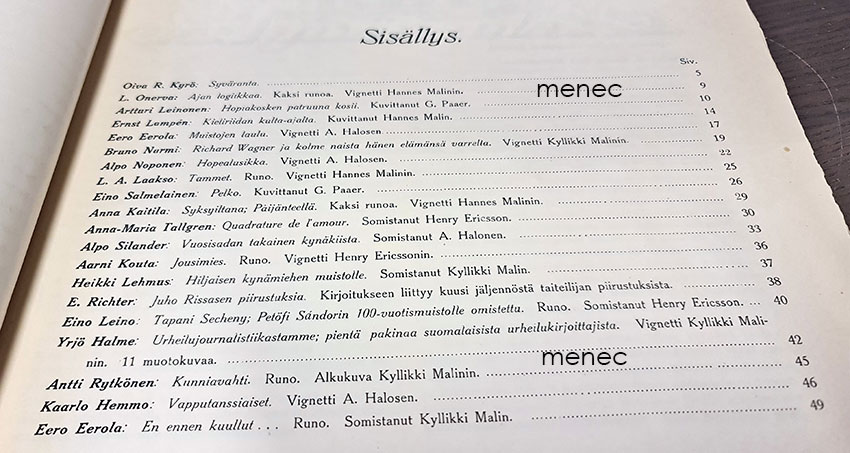 Sisällys.
Siv.
Oiva R. Kyrö: Syväranta. 5
L. Onerva: Ajan logiikkaa. Kaksi runoa. Vignetti Hannes Malinin. 9
menec
Arttari Leinonen: Hopiakosken patruuna kosii. Kuvittanut G. Paaer. 10
Ernst Lampén: Kieliriidan kulta-ajalta. Kuvittanut Hannes Malin. 14
Eero Eerola: Muistojen laulu. Vignetti A. Halosen. 17
Bruno Nurmi: Richard Wagner ja kolme naista hänen elämänsä varrella. Vignetti Kyllikki Malinin. 19
Alpo Noponen: Hopealusikka. Vignetti A. Halosen. 22
L. A. Laakso: Tammet. Runo. Vignetti Hannes Malinin. 25
Eino Salmelainen: Pelko. Kuvittanut G. Paaer. 26
Anna Kaitila: Syksyiltana; Päijänteellä. Kaksi runoa. Vignetti Hannes Malinin. 29
Anna-Maria Tallgren: Quadrature de l'amour. Somistanut Henry Ericsson. 30
Alpo Silander: Vuosisadan takainen kynäkiista. Somistanut A. Halonen. 33
Aarni Kouta: Jousimies. Runo. Vignetti Henry Ericssonin. 36
Heikki Lehmus: Hiljaisen kynämiehen muistolle. Somistanut Kyllikki Malin. 37
E. Richter: Juho Rissasen piirustuksia. Kirjoitukseen liittyy kuusi jäljennöstä taiteilijan piirustuksista. 38
Eino Leino: Tapani Secheny; Petöfi Sándorin 100-vuotismuistolle omistettu. Runo. Somistanut Henry Ericson. 40
Yrjö Halme: Urheilujournalistiikastamme; pientä pakinaa suomalaisista urheilukirjoittajista. Vignetti Kyllikki Mali-
nin. 11 muotokuvaa. 42
menec
Antti Rytkönen: Kunniavahti. Runo. Alkukuva Kyllikki Malinin. 45
Kaarlo Hemmo: Vapputanssiaiset. Vignetti A. Halosen. 46
Eero Eerola: En ennen kuullut . . . Runo. Somistanut Kyllikki Malin. 49